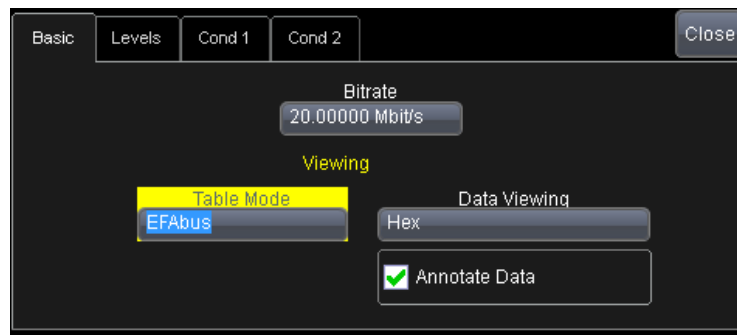 Basic Levels Cond 1 Cond 2 Close
Bitrate
20.00000 Mbit/s
Viewing
Table Mode Data Viewing
EFAbus Hex
Annotate Data